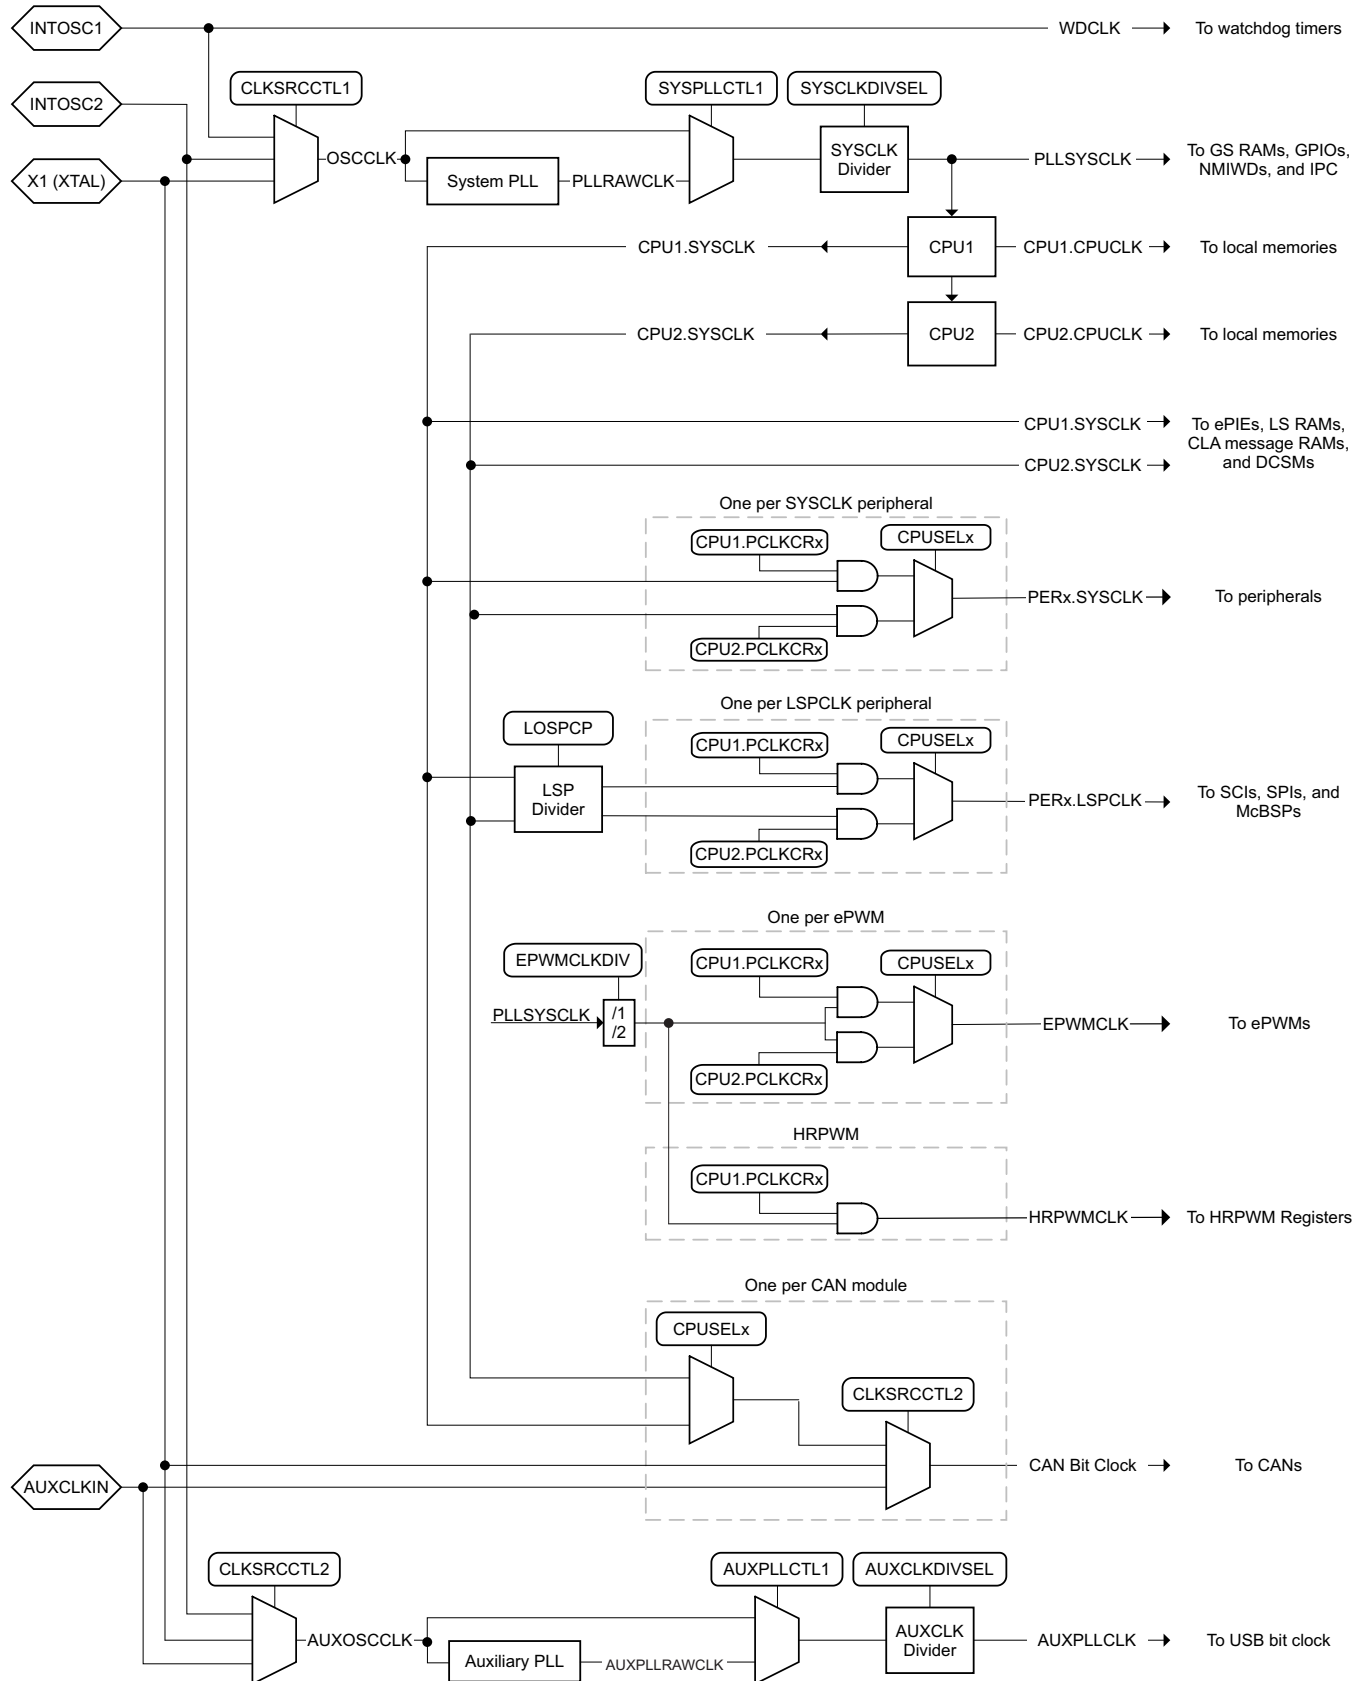 INTOSC1
WDCLK
To watchdog timers
CLKSRCCTL1
SYSPLLCTL1
SYSCLKDIVSEL
INTOSC2
SYSCLK
Divider
OSCCLK
PLLSYSCLK
To GS RAMs, GPIOs,
NMIWDs, and IPC
X1 (XTAL)
System PLL
PLLRAWCLK
CPU1.SYSCLK
CPU1
CPU1.CPUCLK
To local memories
CPU2.SYSCLK
CPU2
CPU2.CPUCLK
To local memories
CPU1.SYSCLK
To ePIEs, LS RAMs,
CLA message RAMs,
and DCSMs
CPU2.SYSCLK
One per SYSCLK peripheral
CPU1.PCLKCRx
CPUSELx
PERx.SYSCLK
To peripherals
CPU2.PCLKCRx
One per LSPCLK peripheral
LOSPCP
CPU1.PCLKCRx
CPUSELx
LSP
Divider
PERx.LSPCLK
To SCIs, SPIs, and
McBSPs
CPU2.PCLKCRx
One per ePWM
EPWMCLKDIV
CPU1.PCLKCRx
CPUSELx
PLLSYSCLK
/1
/2
EPWMCLK
To ePWMs
CPU2.PCLKCRx
HRPWM
CPU1.PCLKCRx
HRPWMCLK
To HRPWM Registers
One per CAN module
CPUSELx
CLKSRCCTL2
CAN Bit Clock
To CANs
AUXCLKIN
CLKSRCCTL2
AUXPLLCTL1
AUXCLKDIVSEL
AUXOSCCLK
AUXCLK
Divider
AUXPLLCLK
To USB bit clock
Auxiliary PLL
AUXPLLRAWCLK